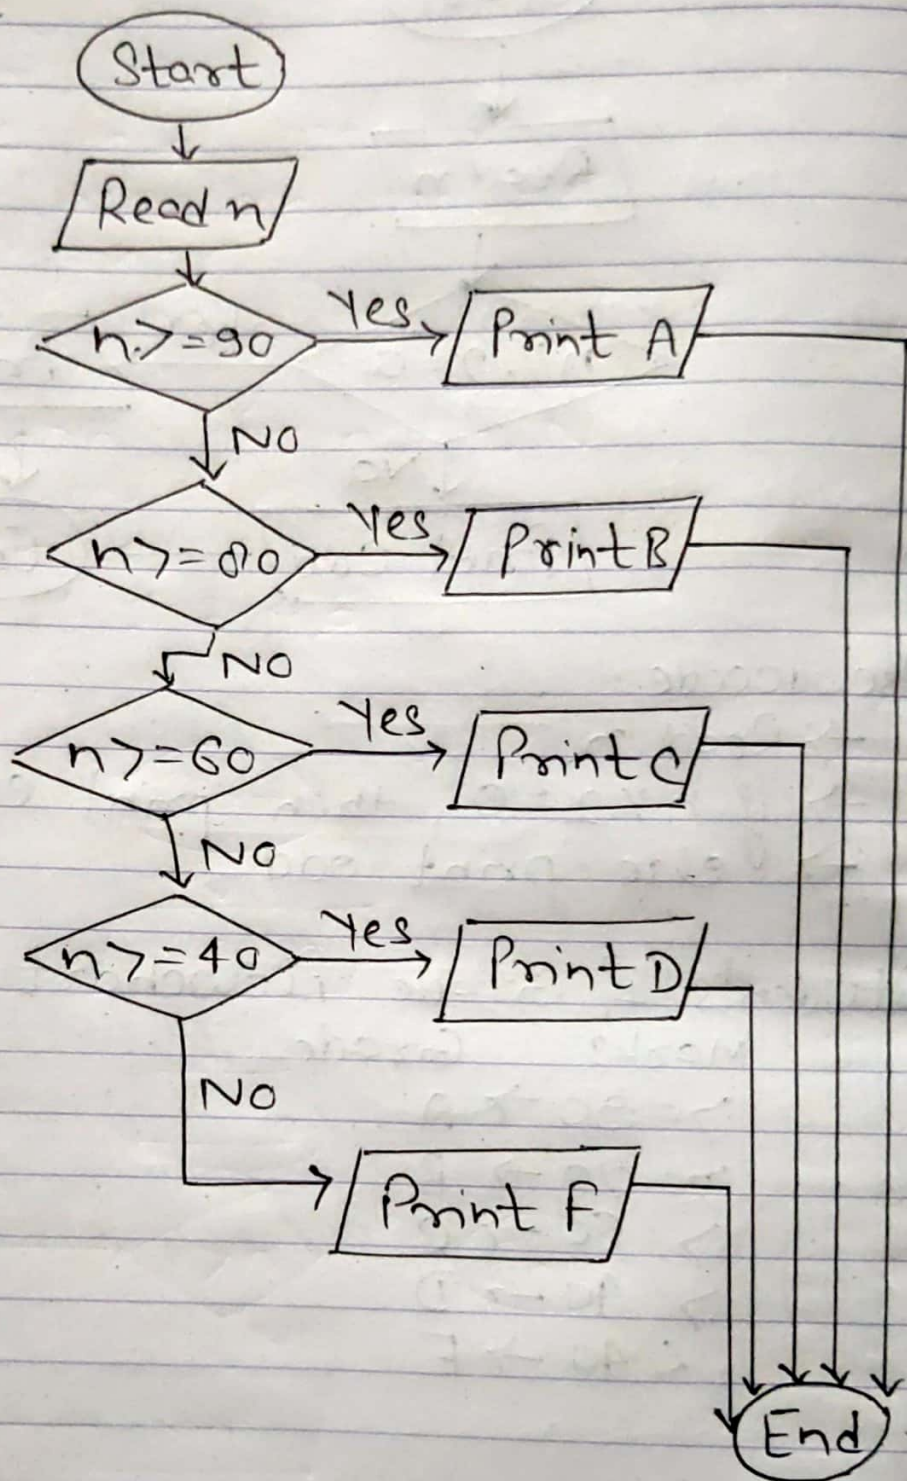 Start
Read n
n>=90
Yes
Print A
NO
n>=80
Yes
Print B
NO
n>=60
Yes
Print C
NO
n>=40
Yes
Print D
NO
Print F
End